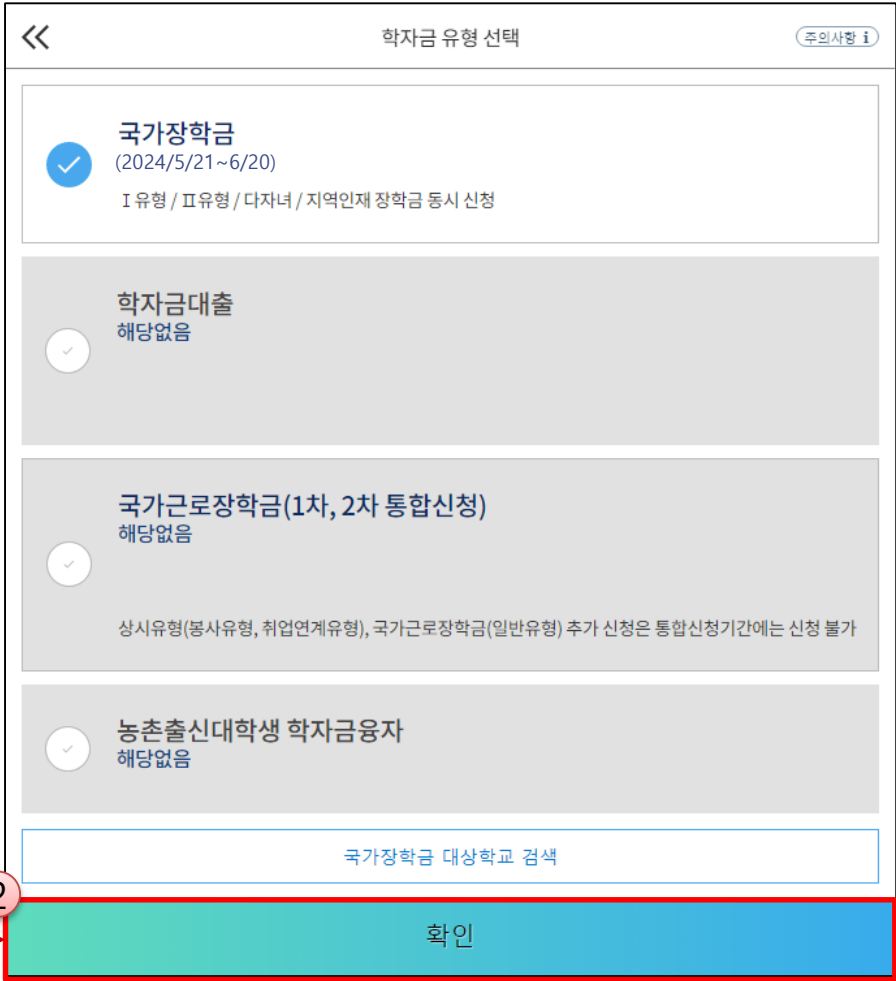 학자금 유형 선택
주의사항 i
국가장학금
(2024/5/21~6/20)
Ⅰ유형 / Ⅱ유형 / 다자녀 / 지역인재 장학금 동시 신청
학자금대출
해당없음
국가근로장학금(1차, 2차 통합신청)
해당없음
상시유형(봉사유형, 취업연계유형), 국가근로장학금(일반유형) 추가 신청은 통합신청기간에는 신청 불가
농촌출신대학생 학자금융자
해당없음
국가장학금 대상학교 검색
2
확인